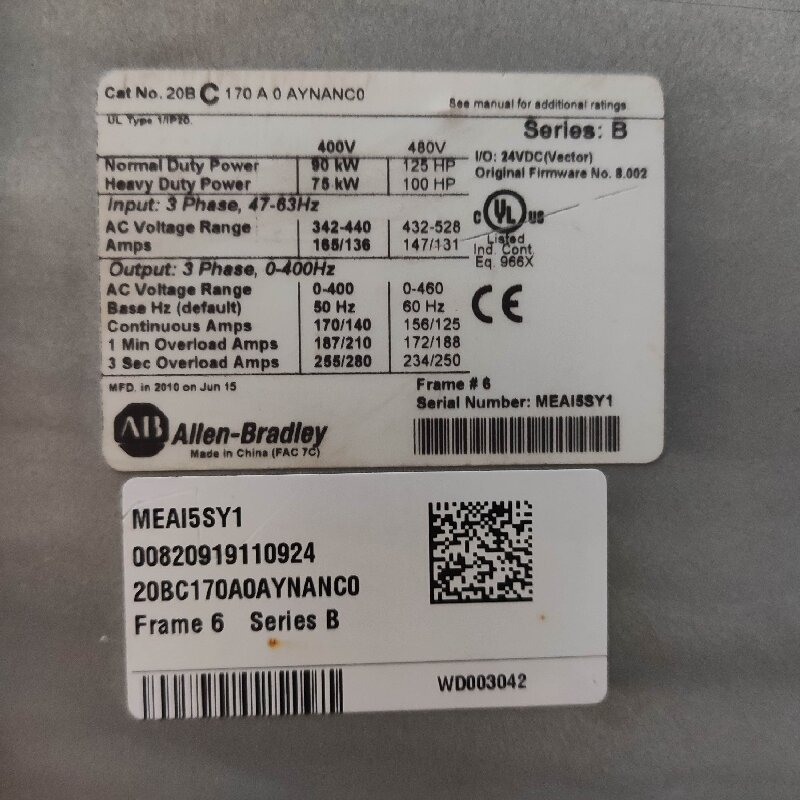 Cat No. 20B C 170 A 0 AYNANC0
See manual for additional ratings
UL Type 1/IP20.
Series: B
400V 480V
I/O: 24VDC(Vector)
Normal Duty Power 90 kW 125 HP
Original Firmware No. 8.002
Heavy Duty Power 75 kW 100 HP
Input: 3 Phase, 47-63Hz
AC Voltage Range 342-440 432-528
Amps 165/136 147/131
C UL US
Listed
Ind. Cont.
Eq. 966X
Output: 3 Phase, 0-400Hz
AC Voltage Range 0-400 0-460
Base Hz (default) 50 Hz 60 Hz
Continuous Amps 170/140 156/125
1 Min Overload Amps 187/210 172/188
3 Sec Overload Amps 255/280 234/250
CE
MFD. in 2010 on Jun 15
Frame # 6
Serial Number: MEAI5SY1
AB Allen-Bradley
Made in China (FAC 7C)
MEAI5SY1
00820919110924
20BC170A0AYNANC0
Frame 6 Series B
WD003042